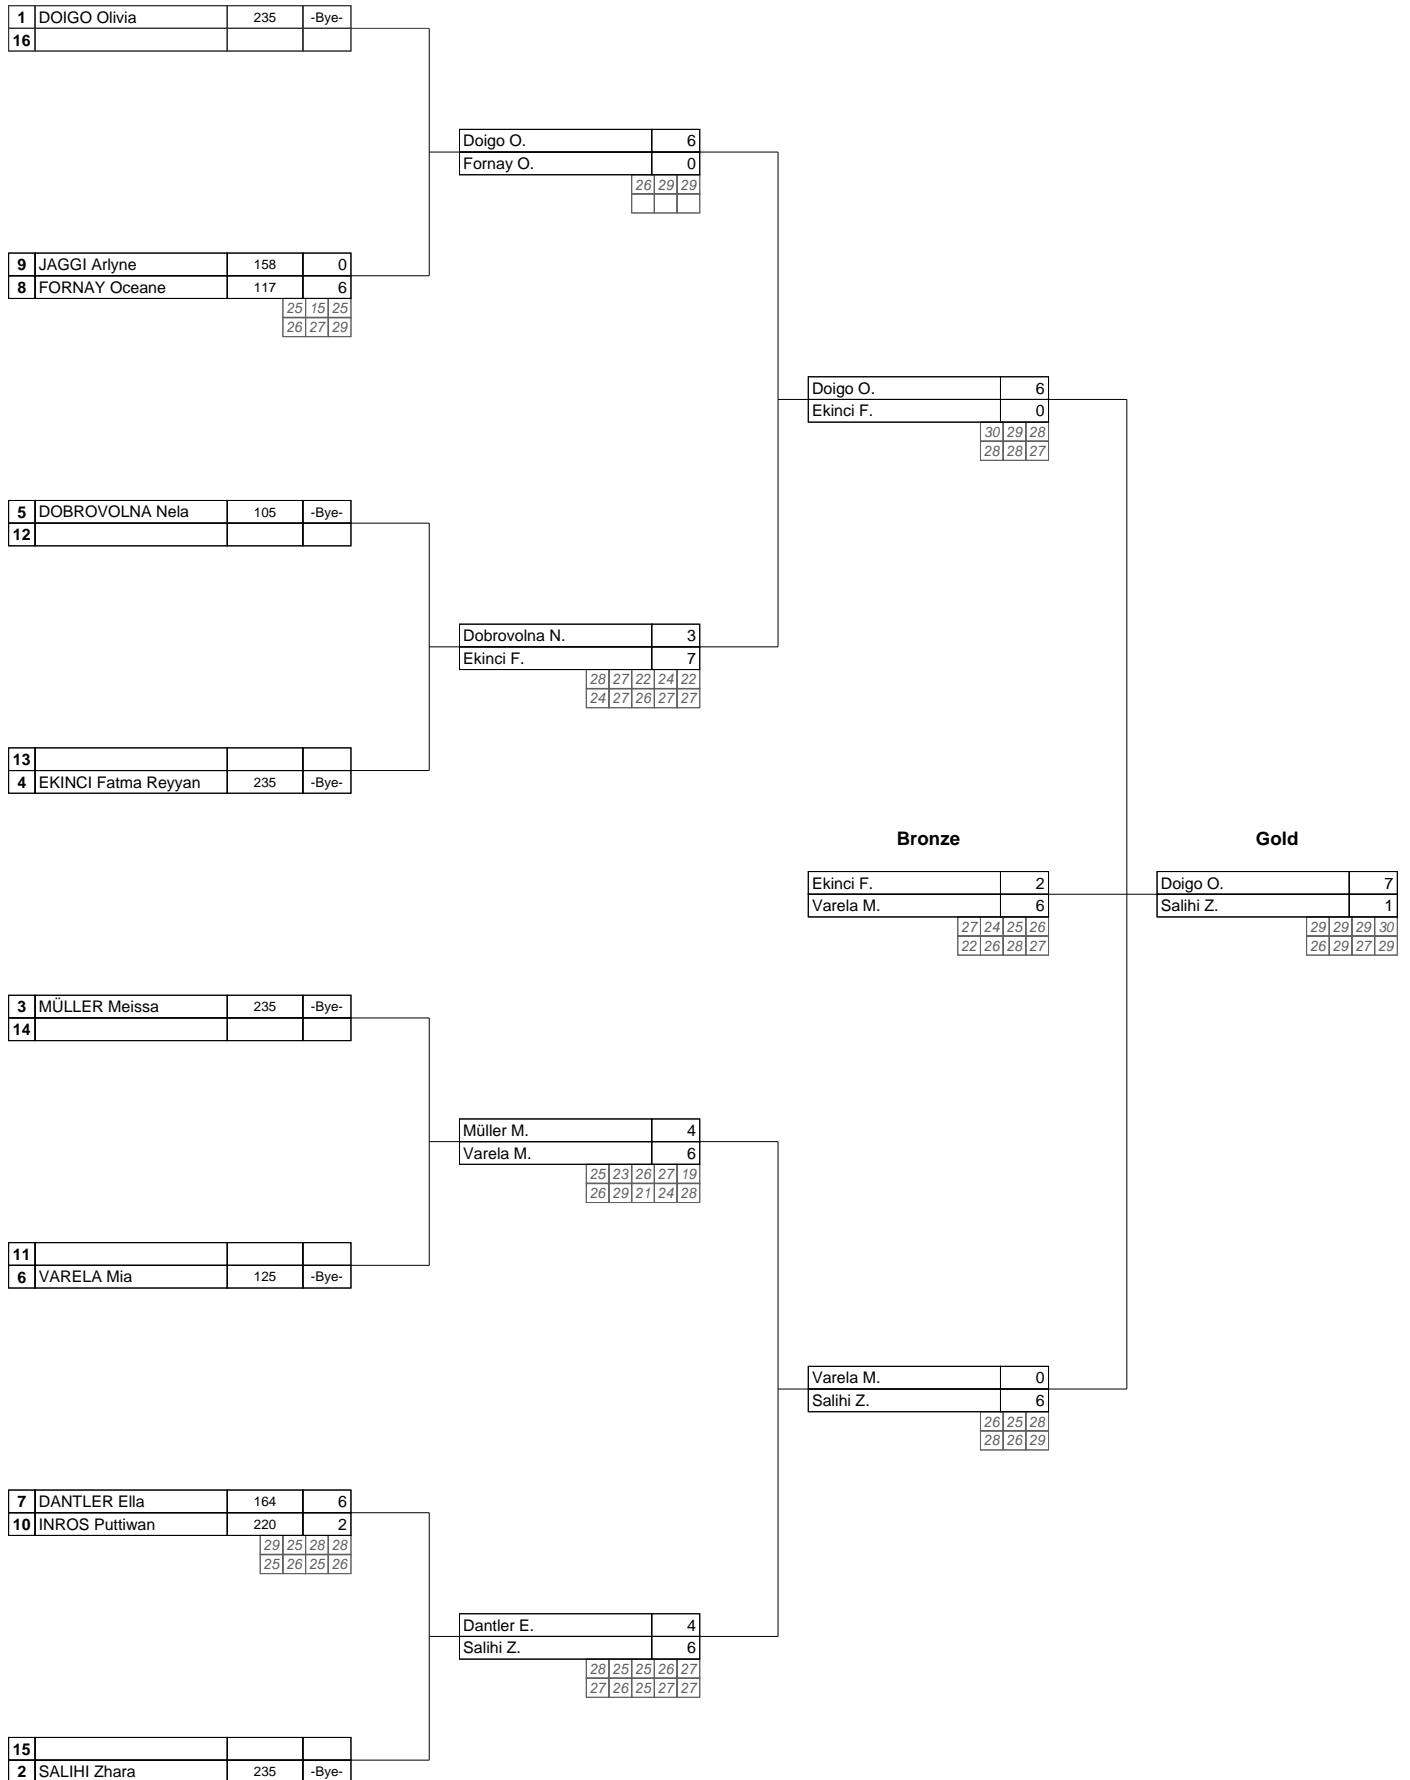 1 DOIGO Olivia 235 -Bye-
16
Doigo O. 6
Fornay O. 0
26 29 29
9 JAGGI Arlyne 158 0
8 FORNAY Oceane 117 6
25 15 25
26 27 29
Doigo O. 6
Ekinci F. 0
30 29 28
28 28 27
5 DOBROVOLNA Nela 105 -Bye-
12
Dobrovolna N. 3
Ekinci F. 7
28 27 22 24 22
24 27 26 27 27
13
4 EKINCI Fatma Reyyan 235 -Bye-
Bronze Gold
Ekinci F. 2 Doigo O. 7
Varela M. 6 Salihi Z. 1
27 24 25 26 29 29 29 30
22 26 28 27 26 29 27 29
3 MÜLLER Meissa 235 -Bye-
14
Müller M. 4
Varela M. 6
25 23 26 27 19
26 29 21 24 28
11
6 VARELA Mia 125 -Bye-
Varela M. 0
Salihi Z. 6
26 25 28
28 26 29
7 DANTLER Ella 164 6
10 INROS Puttiwan 220 2
29 25 28 28
25 26 25 26
Dantler E. 4
Salihi Z. 6
28 25 25 26 27
27 26 25 27 27
15
2 SALIHI Zhara 235 -Bye-